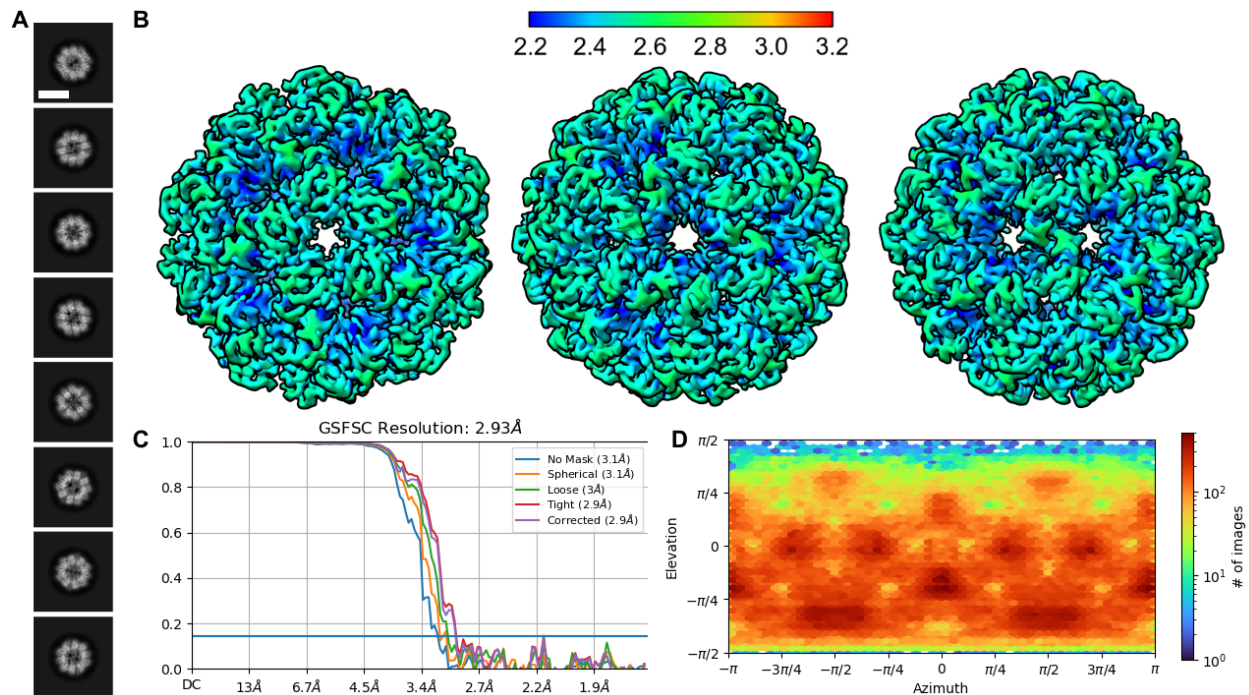 A
B
2.2 2.4 2.6 2.8 3.0 3.2
C
GSFSC Resolution: 2.93Å
1.0
0.8
0.6
0.4
0.2
0.0
No Mask (3.1Å)
Spherical (3.1Å)
Loose (3Å)
Tight (2.9Å)
Corrected (2.9Å)
DC 13Å 6.7Å 4.5Å 3.4Å 2.7Å 2.2Å 1.9Å
D
π/2
π/4
0
−π/4
−π/2
Elevation
−π −3π/4 −π/2 −π/4 0 π/4 π/2 3π/4 π
Azimuth
10²
10¹
10⁰
# of images